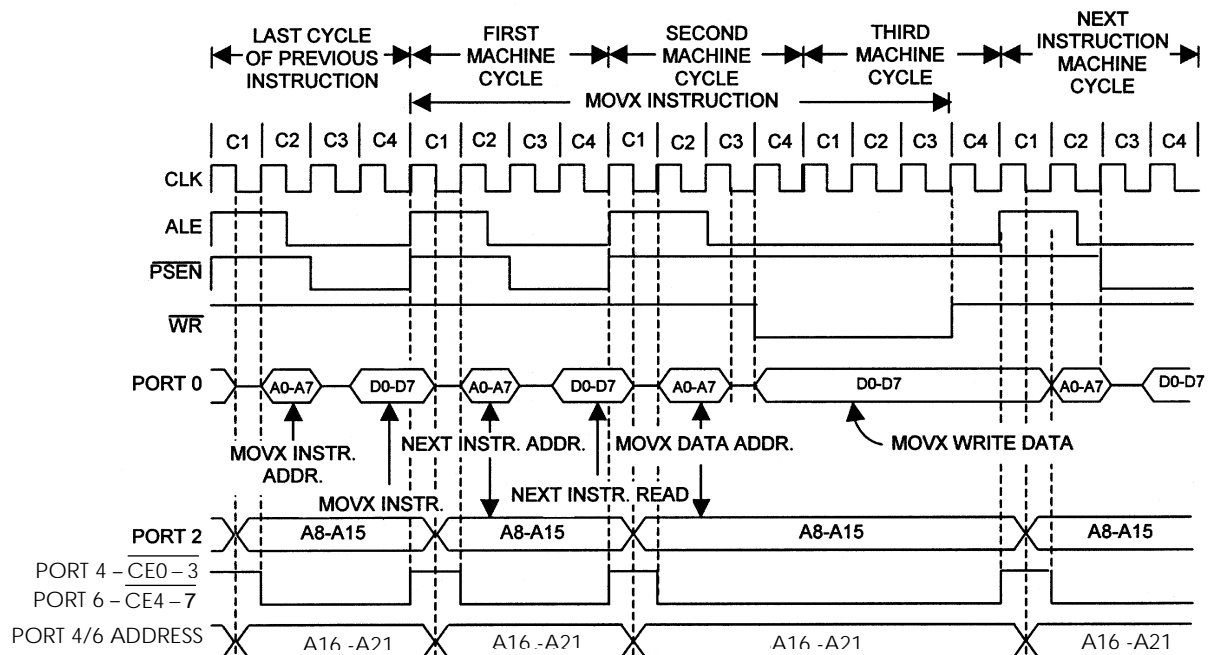 LAST CYCLE
OF PREVIOUS
INSTRUCTION
FIRST
MACHINE
CYCLE
SECOND
MACHINE
CYCLE
THIRD
MACHINE
CYCLE
NEXT
INSTRUCTION
MACHINE
CYCLE
MOVX INSTRUCTION
C1 C2 C3 C4 C1 C2 C3 C4 C1 C2 C3 C4 C1 C2 C3 C4 C1 C2 C3 C4
CLK
ALE
PSEN
WR
PORT 0 A0-A7 D0-D7 A0-A7 D0-D7 A0-A7 D0-D7 A0-A7 D0-D7
MOVX INSTR.
ADDR.
NEXT INSTR. ADDR.
MOVX DATA ADDR.
MOVX WRITE DATA
MOVX INSTR.
NEXT INSTR. READ
PORT 2 A8-A15 A8-A15 A8-A15 A8-A15
PORT 4 – CE0 – 3
PORT 6 – CE4 – 7
PORT 4/6 ADDRESS A16 -A21 A16 -A21 A16 -A21 A16 -A21